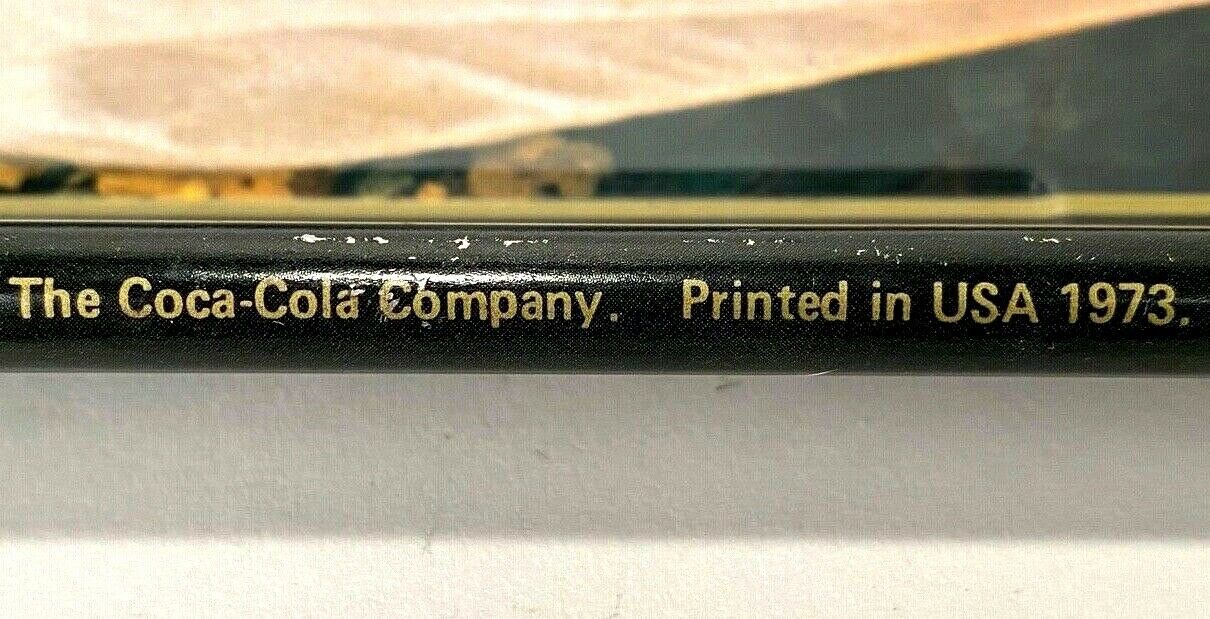 The Coca-Cola Company. Printed in USA 1973.